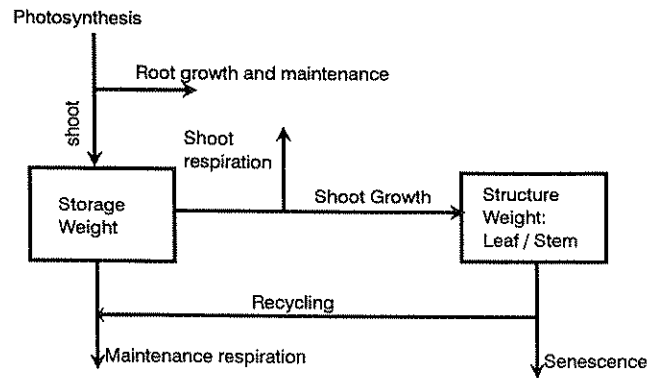 Photosynthesis
Root growth and maintenance
shoot
Shoot
respiration
Storage
Weight
Shoot Growth
Structure
Weight:
Leaf / Stem
Recycling
Maintenance respiration
Senescence